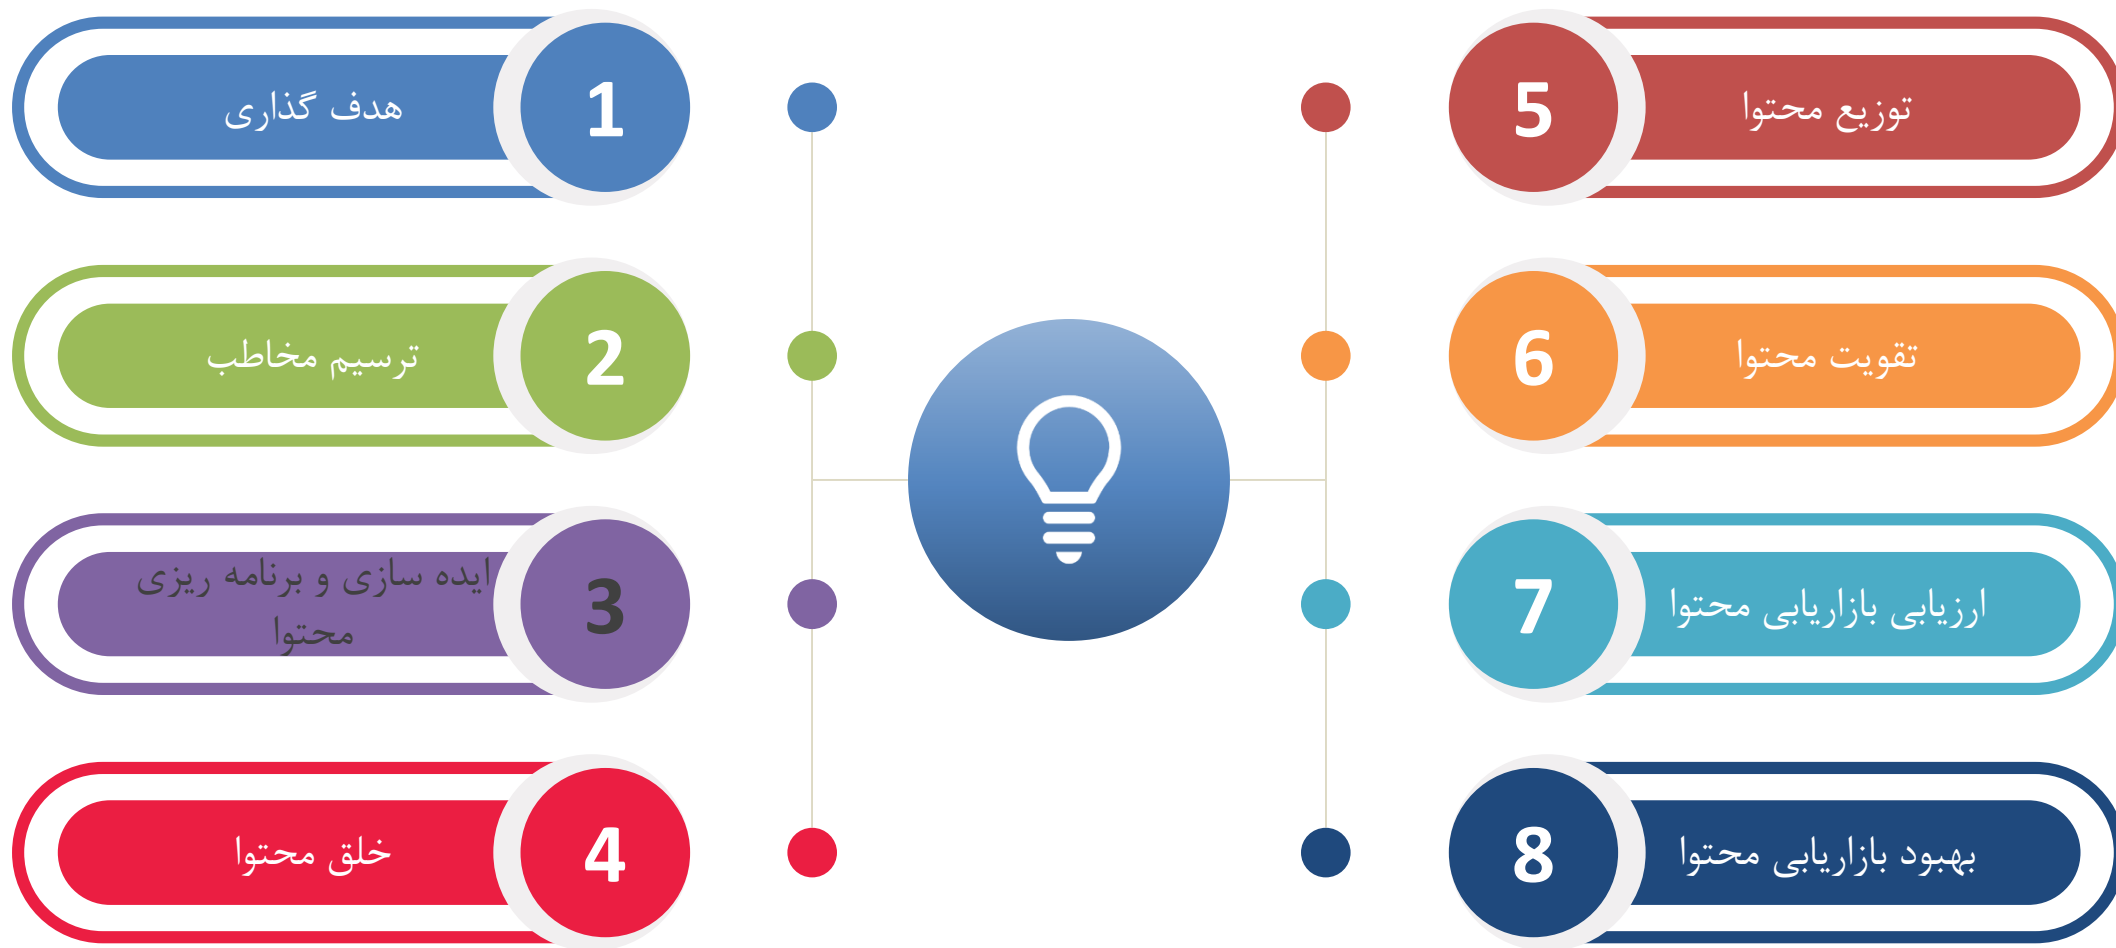 هدف گذاری
1
ترسیم مخاطب
2
ایده سازی و برنامه ریزی
محتوا
3
خلق محتوا
4
5
توزیع محتوا
6
تقویت محتوا
7
ارزیابی بازاریابی محتوا
8
بهبود بازاریابی محتوا